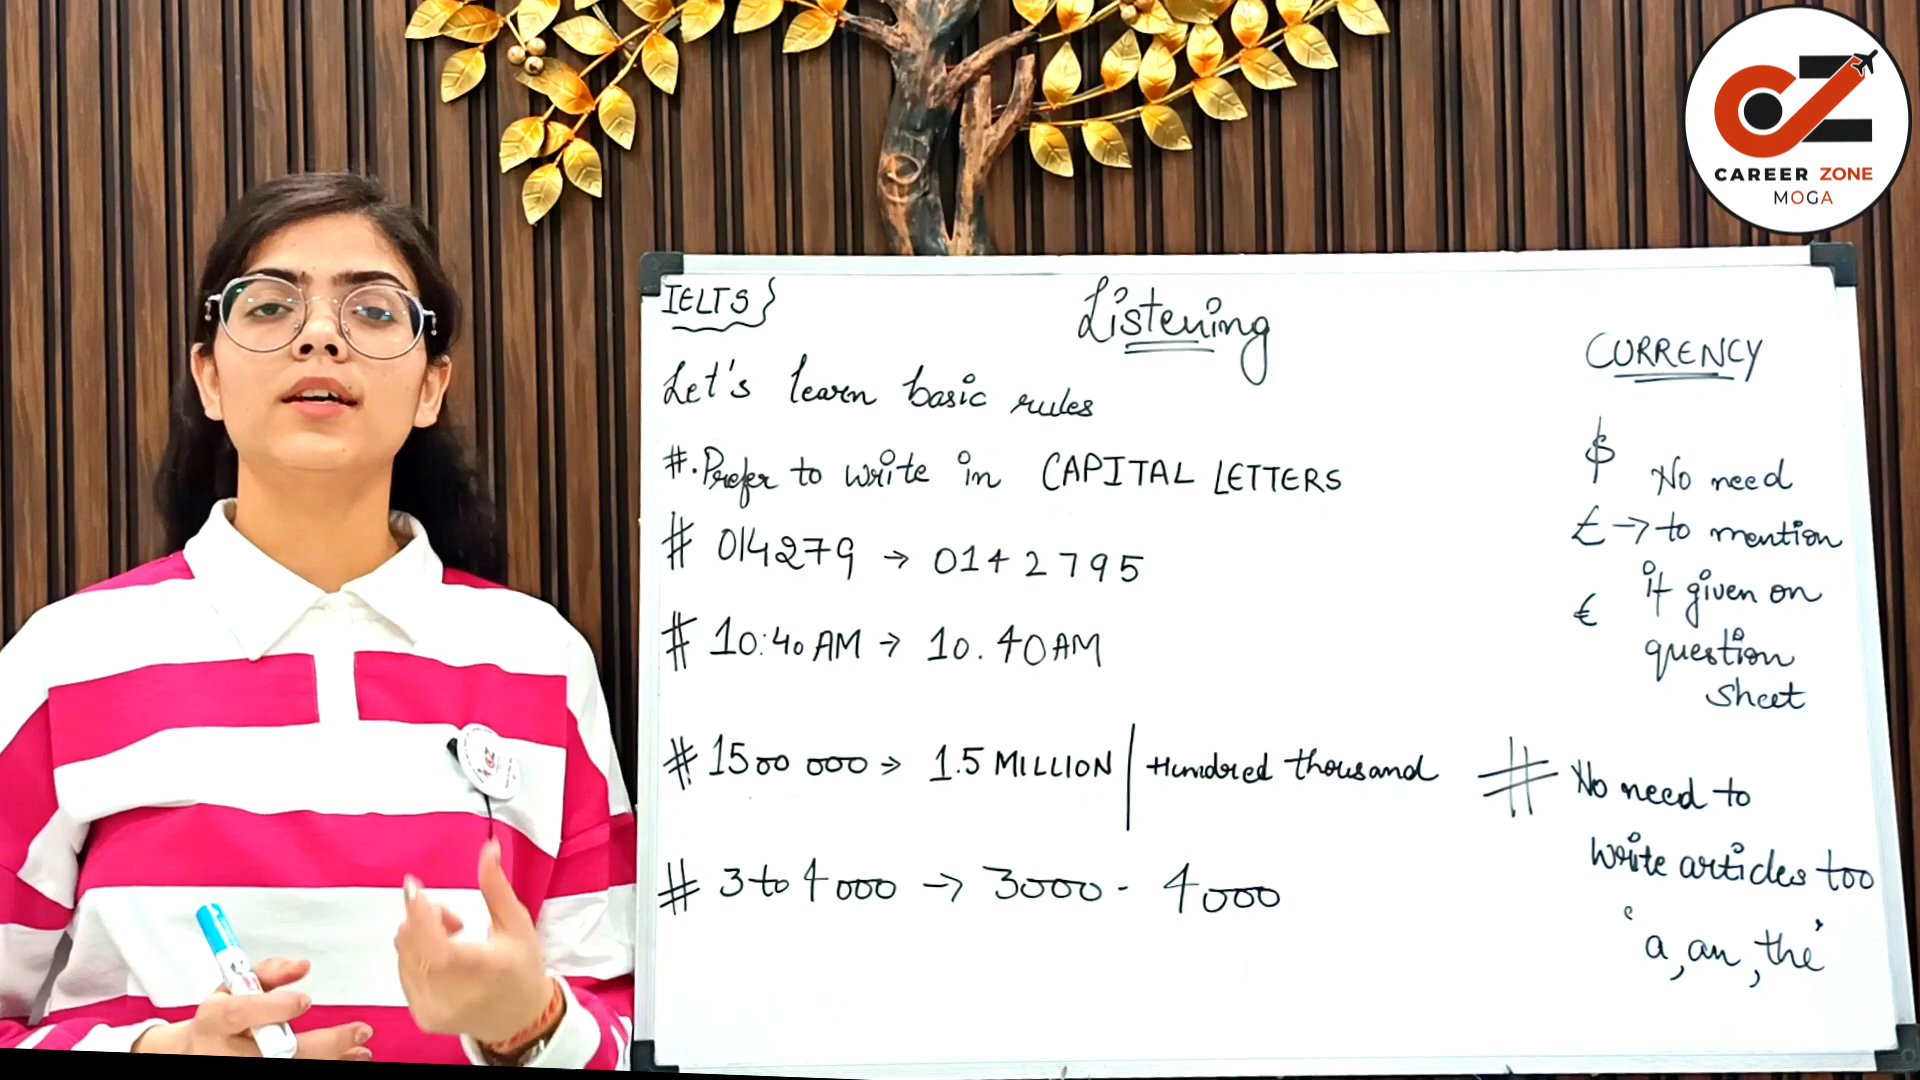 CAREER ZONE
MOGA
IELTS}
Listening
Let's learn basic rules
#. Prefer to write in CAPITAL LETTERS
# 014279 → 0142795
# 10:40 AM → 10.40 AM
# 1500 000 → 1.5 MILLION | Hundred thousand
# 3 to 4000 → 3000 - 4000
CURRENCY
$ No need
£ → to mention
€ if given on
question
sheet
# No need to
write articles too
'a, an, the'